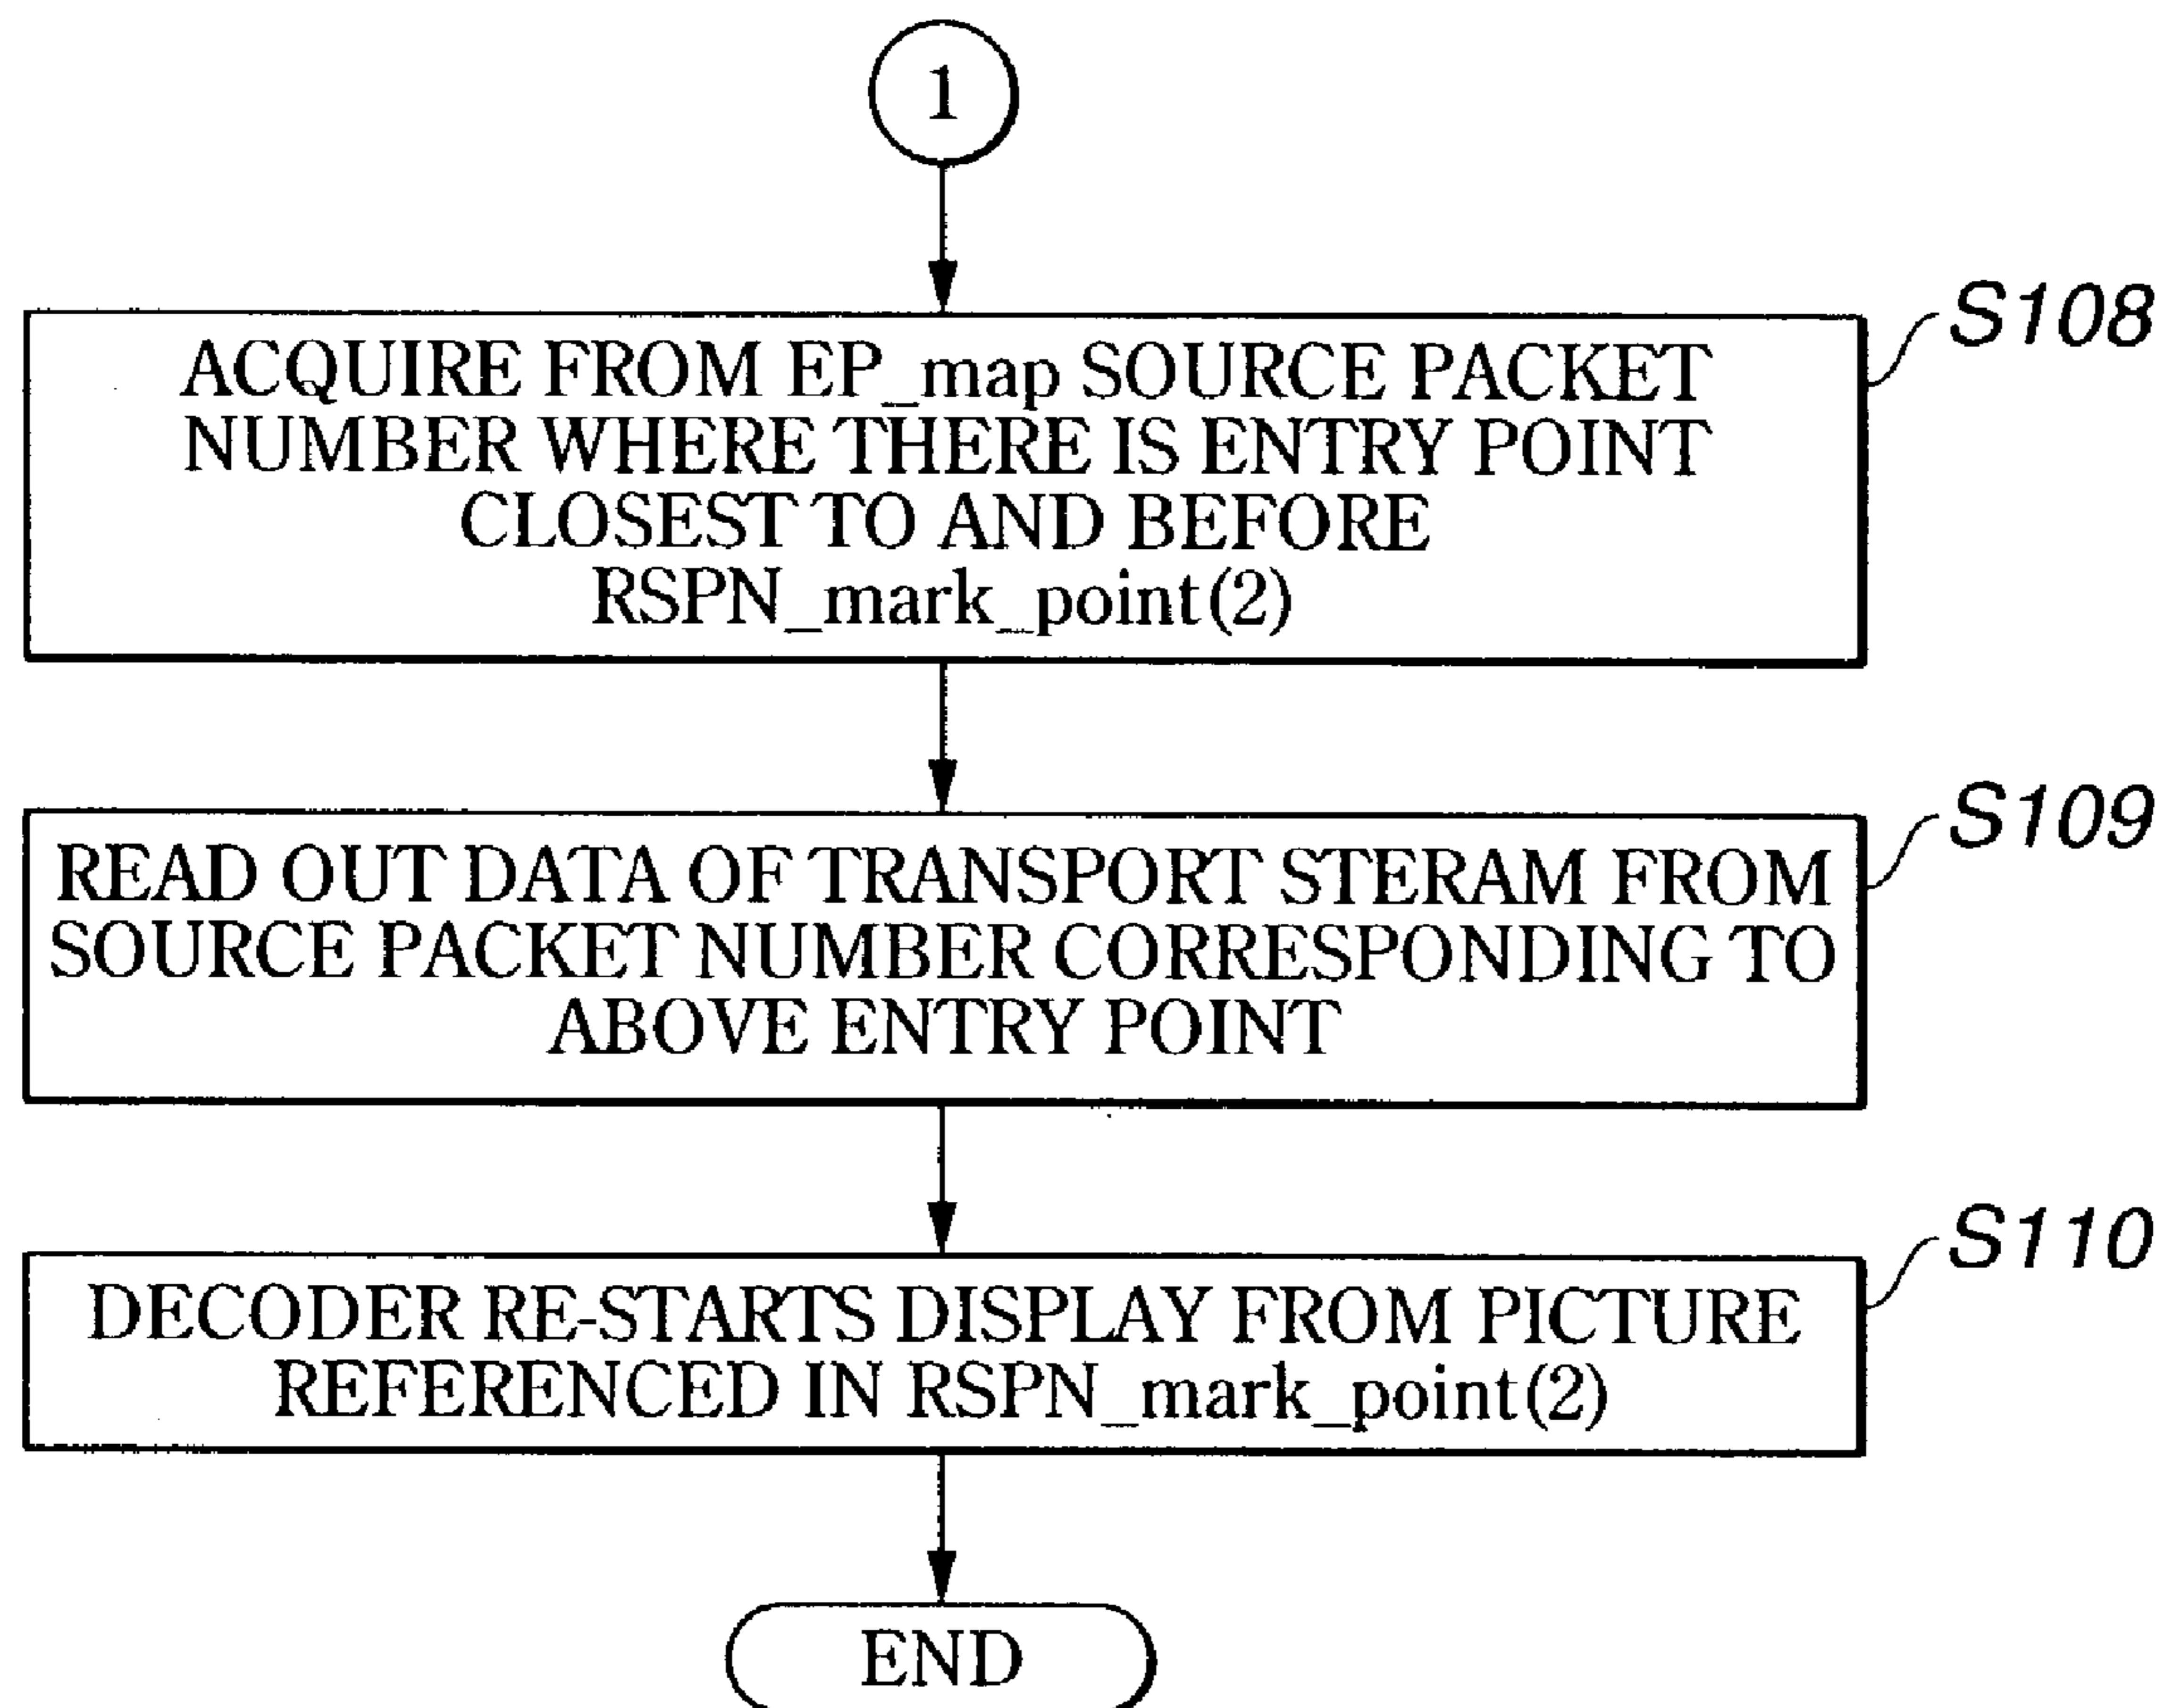 1
S108
ACQUIRE FROM EP_map SOURCE PACKET
NUMBER WHERE THERE IS ENTRY POINT
CLOSEST TO AND BEFORE
RSPN_mark_point(2)
S109
READ OUT DATA OF TRANSPORT STERAM FROM
SOURCE PACKET NUMBER CORRESPONDING TO
ABOVE ENTRY POINT
S110
DECODER RE-STARTS DISPLAY FROM PICTURE
REFERENCED IN RSPN_mark_point(2)
END